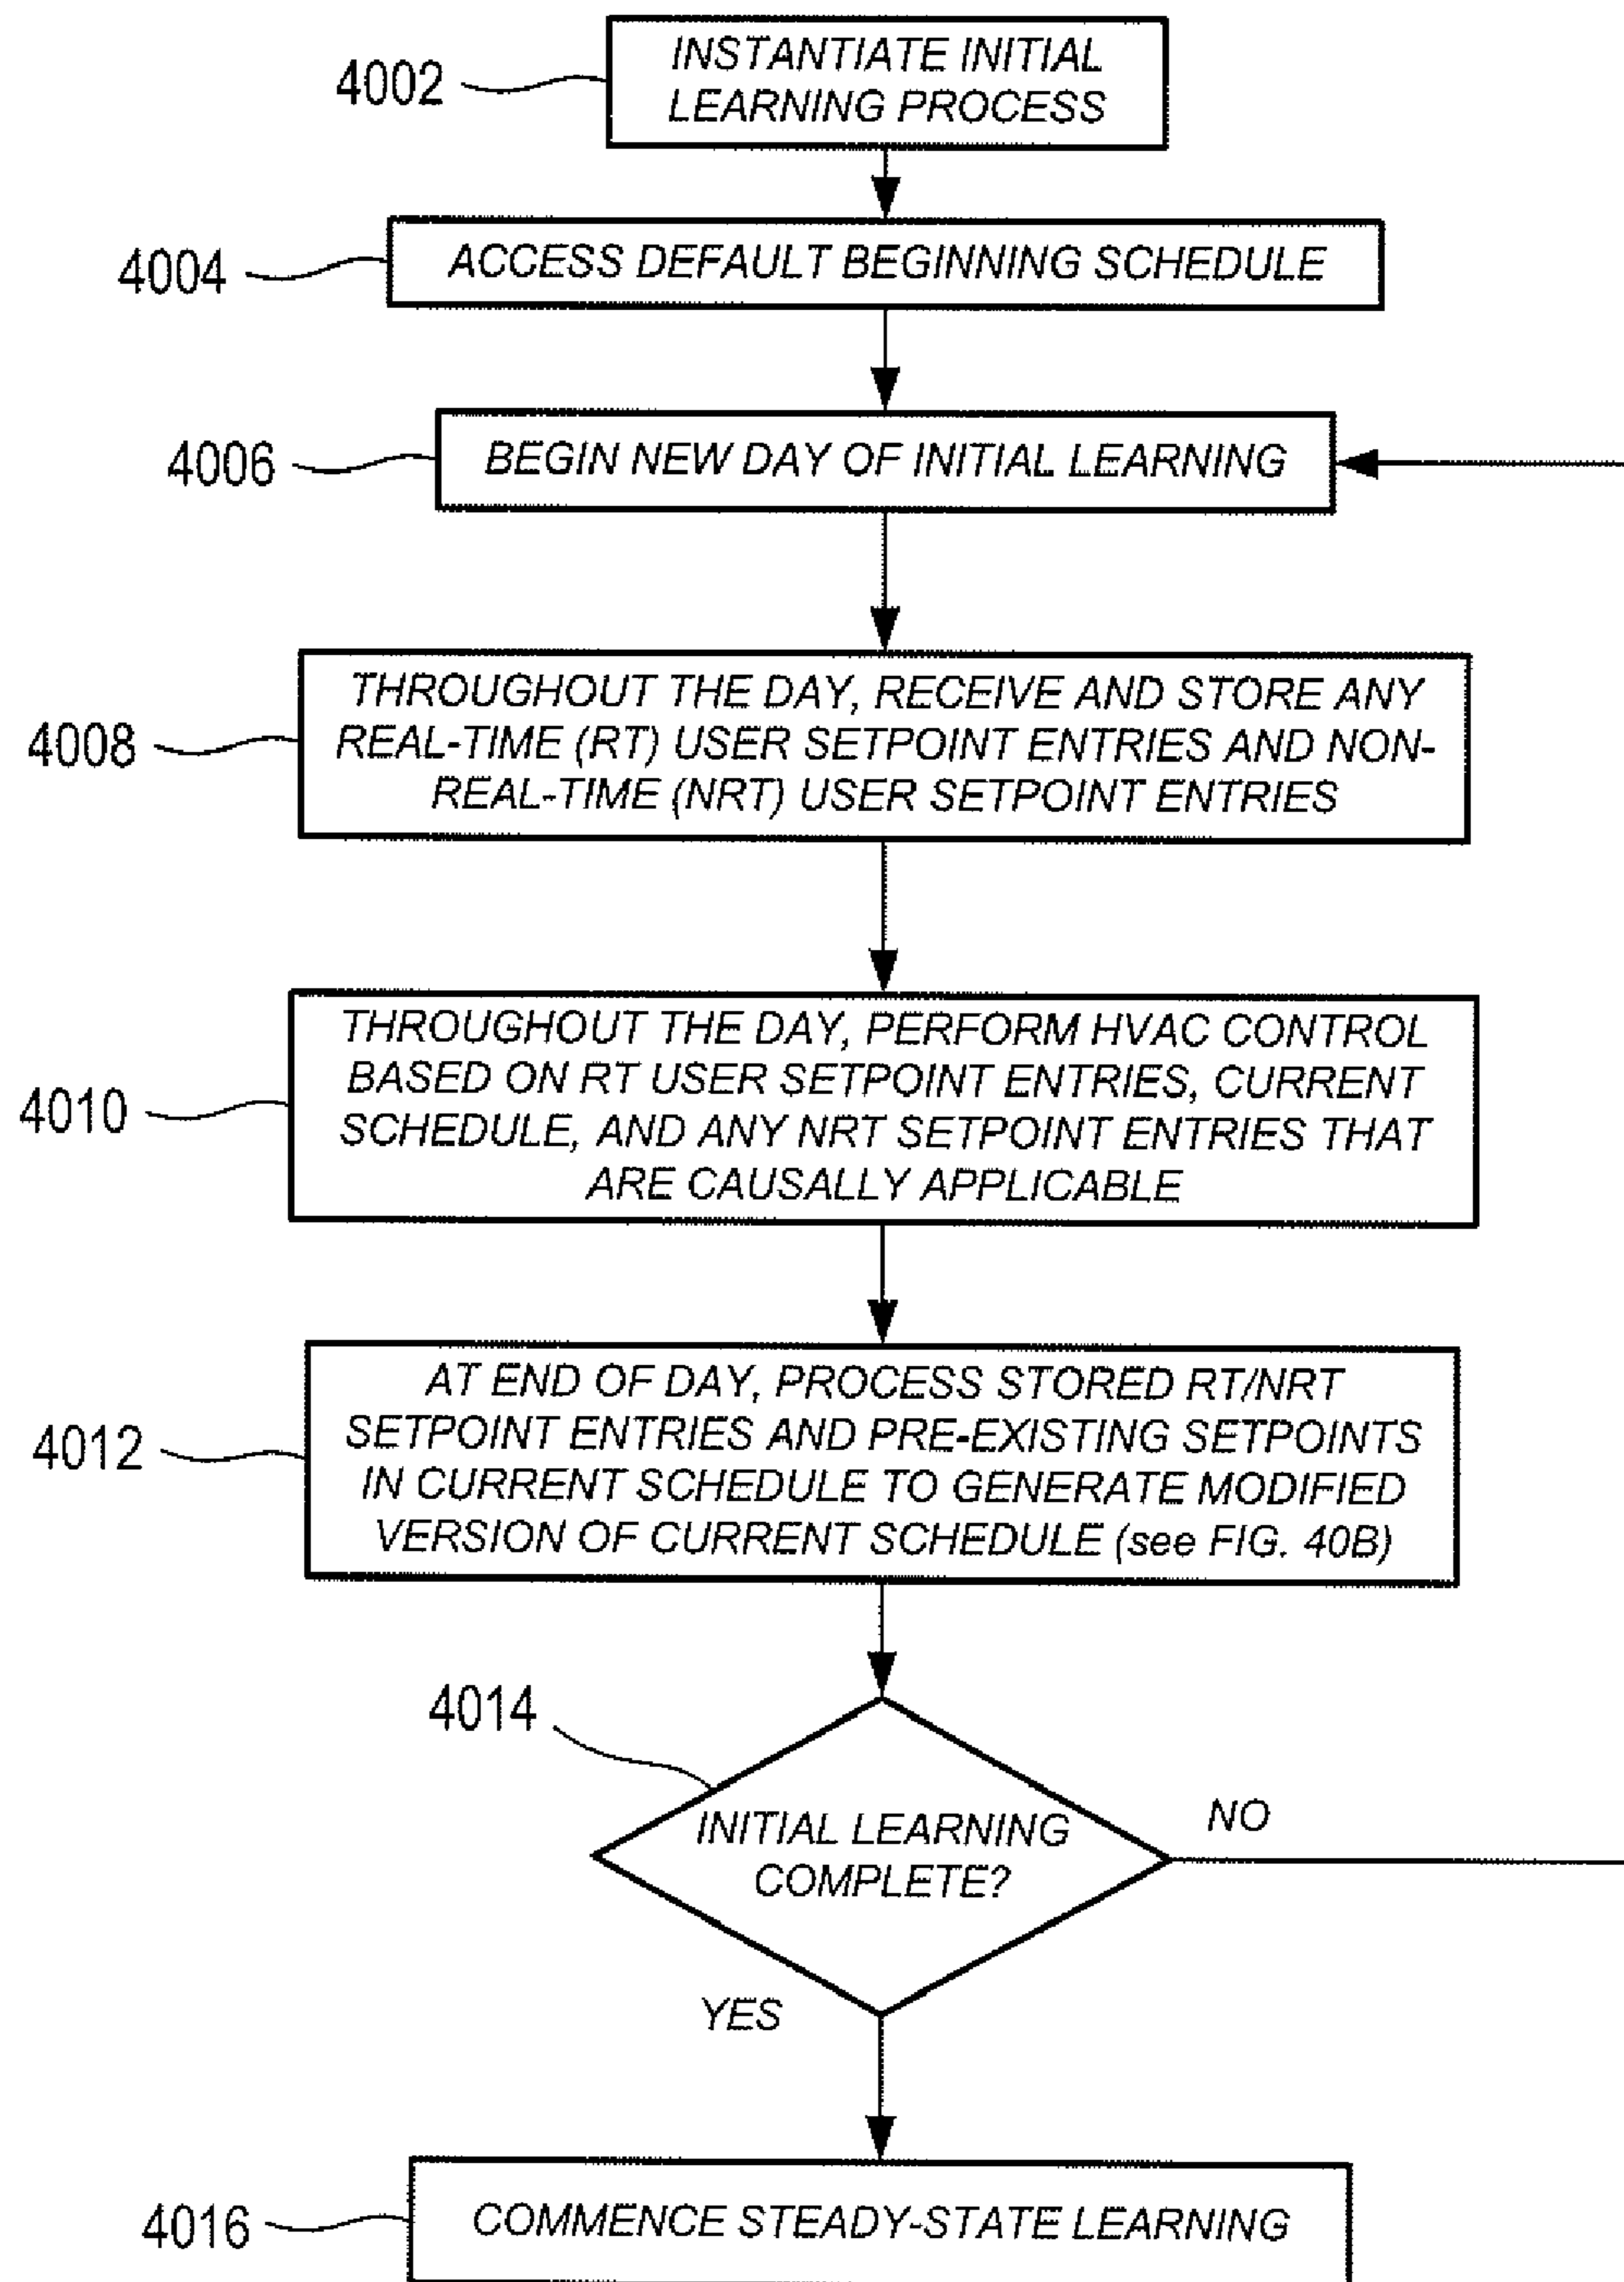 4002
INSTANTIATE INITIAL
LEARNING PROCESS
4004
ACCESS DEFAULT BEGINNING SCHEDULE
4006
BEGIN NEW DAY OF INITIAL LEARNING
4008
THROUGHOUT THE DAY, RECEIVE AND STORE ANY
REAL-TIME (RT) USER SETPOINT ENTRIES AND NON-
REAL-TIME (NRT) USER SETPOINT ENTRIES
4010
THROUGHOUT THE DAY, PERFORM HVAC CONTROL
BASED ON RT USER SETPOINT ENTRIES, CURRENT
SCHEDULE, AND ANY NRT SETPOINT ENTRIES THAT
ARE CAUSALLY APPLICABLE
4012
AT END OF DAY, PROCESS STORED RT/NRT
SETPOINT ENTRIES AND PRE-EXISTING SETPOINTS
IN CURRENT SCHEDULE TO GENERATE MODIFIED
VERSION OF CURRENT SCHEDULE (see FIG. 40B)
4014
INITIAL LEARNING
COMPLETE?
NO
YES
4016
COMMENCE STEADY-STATE LEARNING